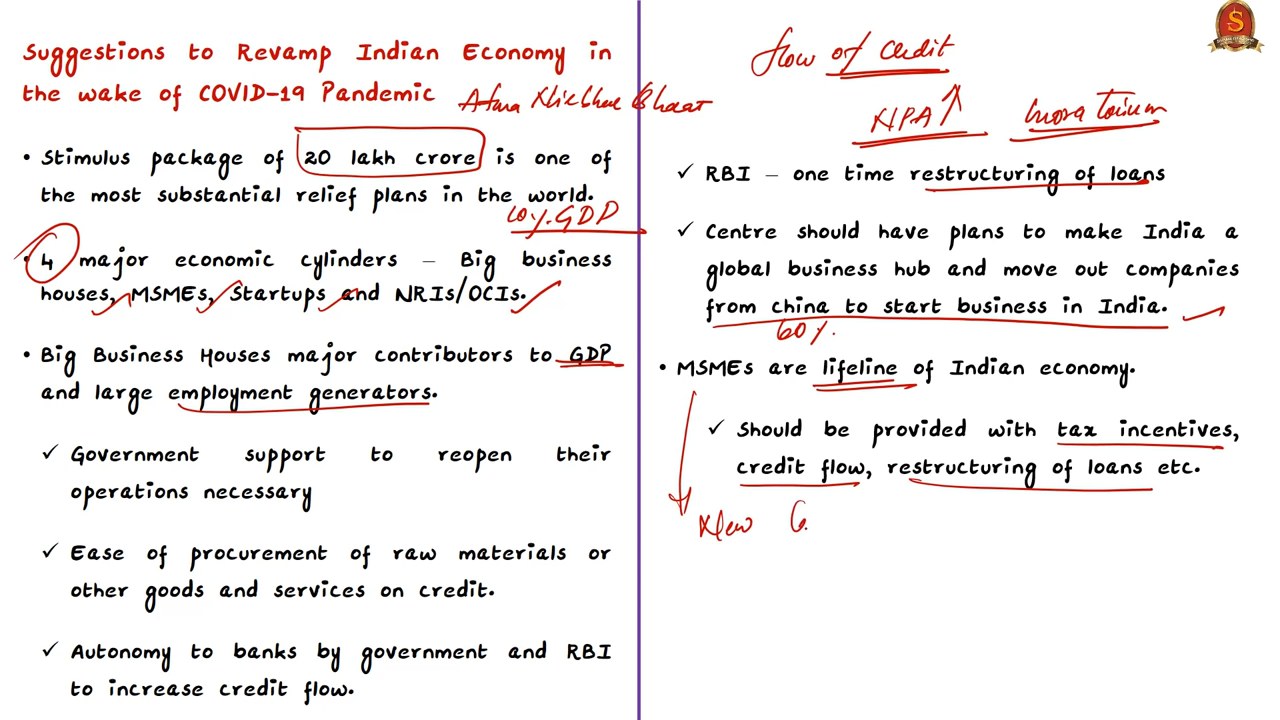 Suggestions to Revamp Indian Economy in
the wake of COVID-19 Pandemic Atma Nirbhar Bharat
• Stimulus package of 20 lakh crore is one of
the most substantial relief plans in the world.
10% GDP
• 4 major economic cylinders – Big business
houses, MSMEs, Startups and NRIs/OCIs.
• Big Business Houses major contributors to GDP
and large employment generators.
✓ Government support to reopen their
operations necessary
✓ Ease of procurement of raw materials or
other goods and services on credit.
✓ Autonomy to banks by government and RBI
to increase credit flow.
flow of credit
NPA↑ moratorium
✓ RBI – one time restructuring of loans
✓ Centre should have plans to make India a
global business hub and move out companies
from china to start business in India.
60%
• MSMEs are lifeline of Indian economy.
✓ Should be provided with tax incentives,
credit flow, restructuring of loans etc.
New